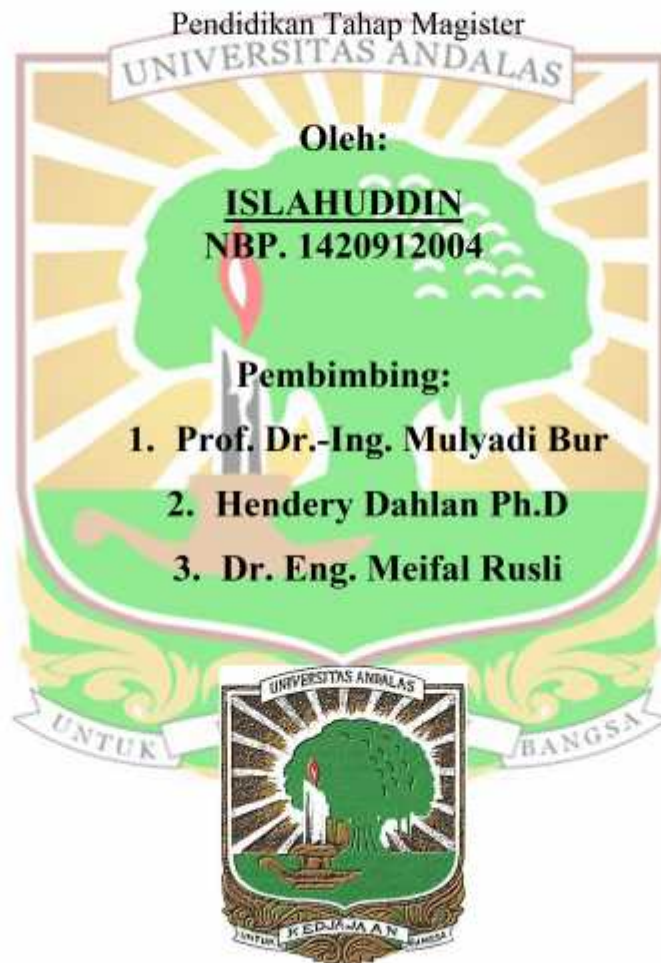 Pendidikan Tahap Magister
UNIVERSITAS ANDALAS
Oleh:
ISLAHUDDIN
NBP. 1420912004
Pembimbing:
1. Prof. Dr.-Ing. Mulyadi Bur
2. Hendery Dahlan Ph.D
3. Dr. Eng. Meifal Rusli
UNTUK BANGSA
UNIVERSITAS ANDALAS
UNTUK KEDJAJAAN BANGSA